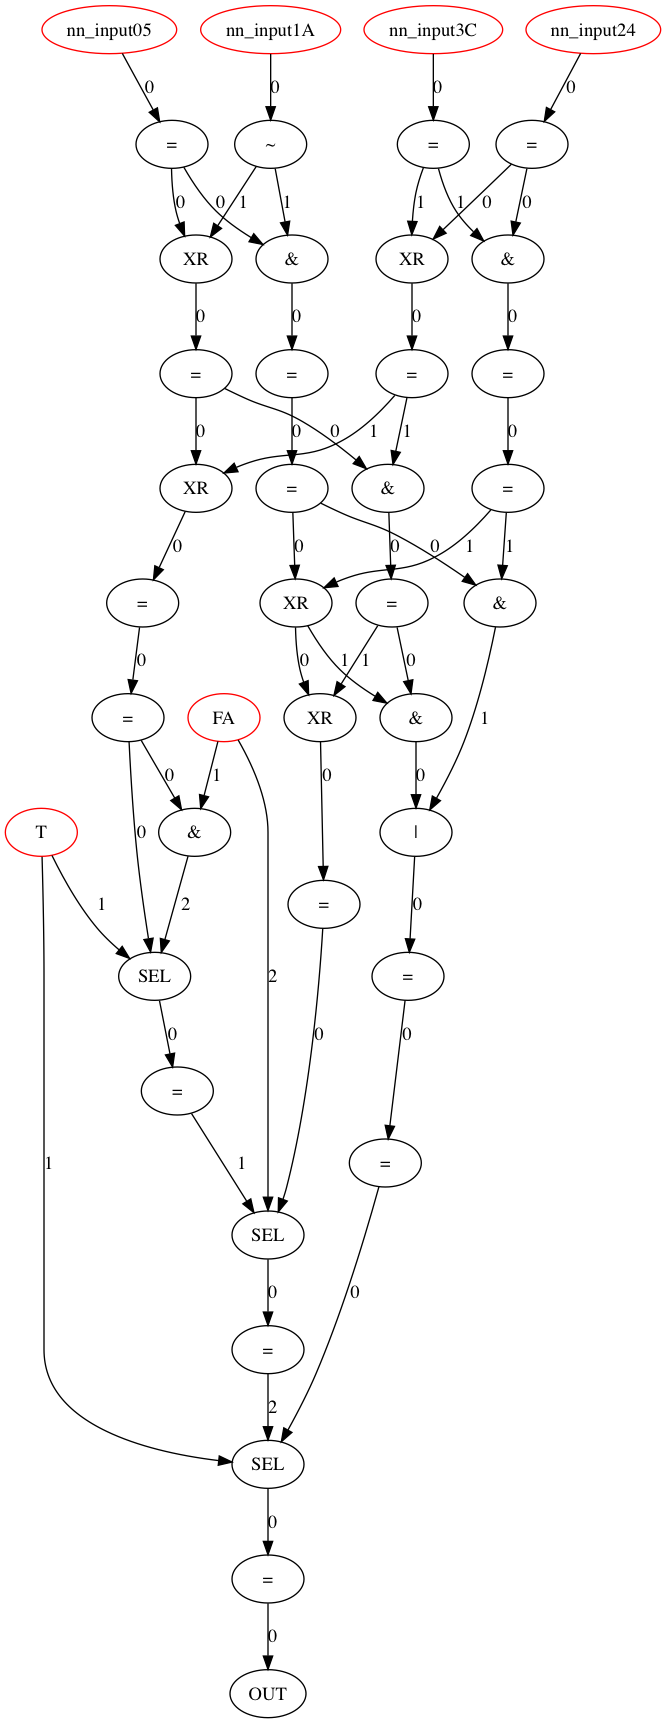 nn_input05 nn_input1A nn_input3C nn_input24
0 0 0 0
= ~ = =
0 0 1 1 1 1 0 0
XR & XR &
0 0 0 0
= = = =
0 0 0 1 1 0
XR = & =
0 0 0 0 1 1
= XR = &
0 0 1 1 0
= FA XR & 1
0 1 0 0
T 0 & |
1 2 0
= 
SEL 2 =
0 0 0
=
1 1 =
SEL
0 0
=
2
SEL
0
=
0
OUT